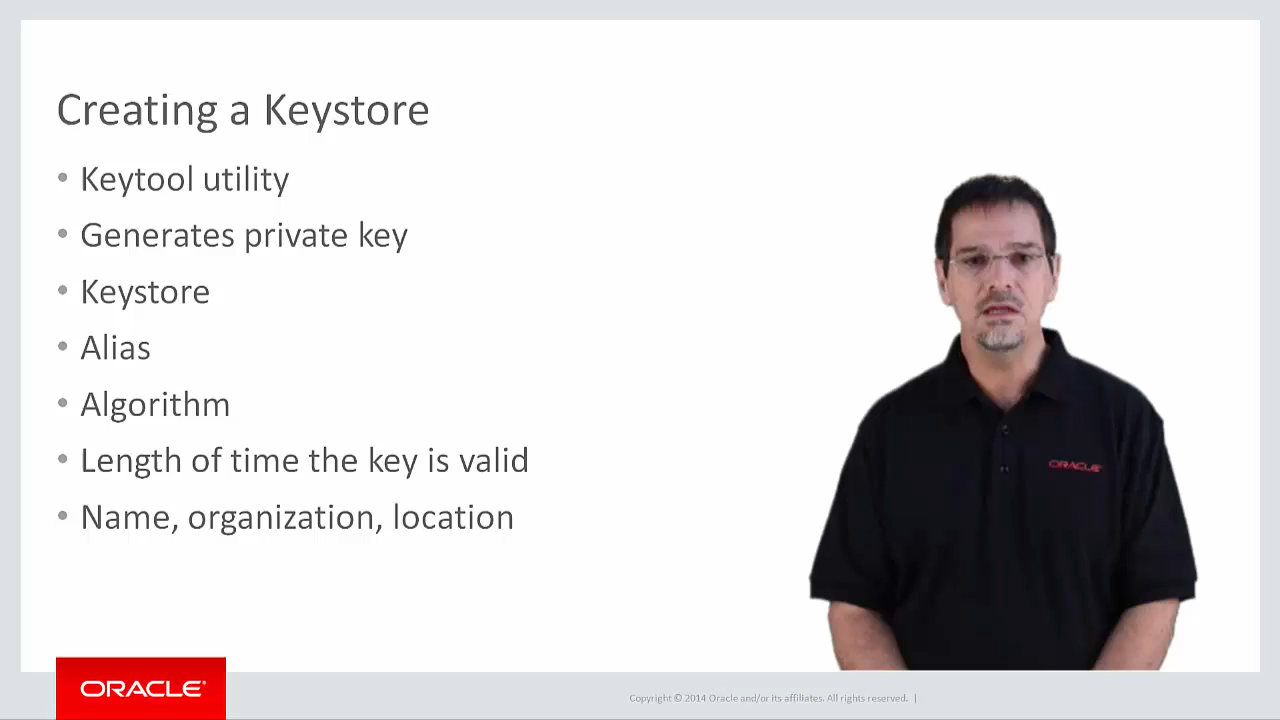 Creating a Keystore
• Keytool utility
• Generates private key
• Keystore
• Alias
• Algorithm
• Length of time the key is valid
• Name, organization, location
ORACLE
ORACLE®
Copyright © 2014 Oracle and/or its affiliates. All rights reserved. |